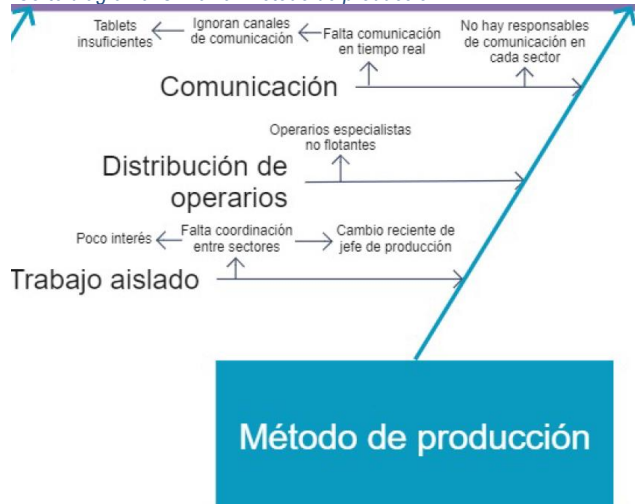 Tablets
insuficientes
Ignoran canales
de comunicación
Falta comunicación
en tiempo real
No hay responsables
de comunicación en
cada sector
Comunicación
Operarios especialistas
no flotantes
Distribución de
operarios
Poco interés
Falta coordinación
entre sectores
Cambio reciente de
jefe de producción
Trabajo aislado
Método de producción